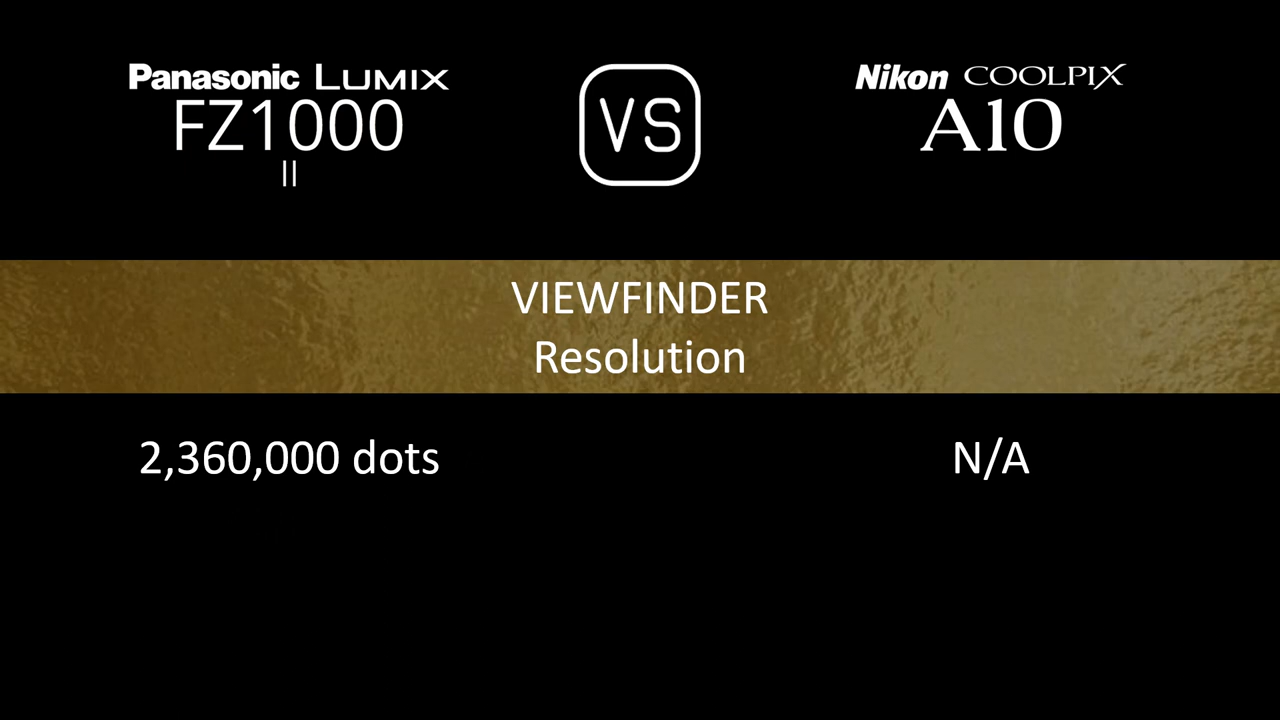 Panasonic LUMIX
FZ1000
II
VS
Nikon COOLPIX
A10
VIEWFINDER
Resolution
2,360,000 dots
N/A